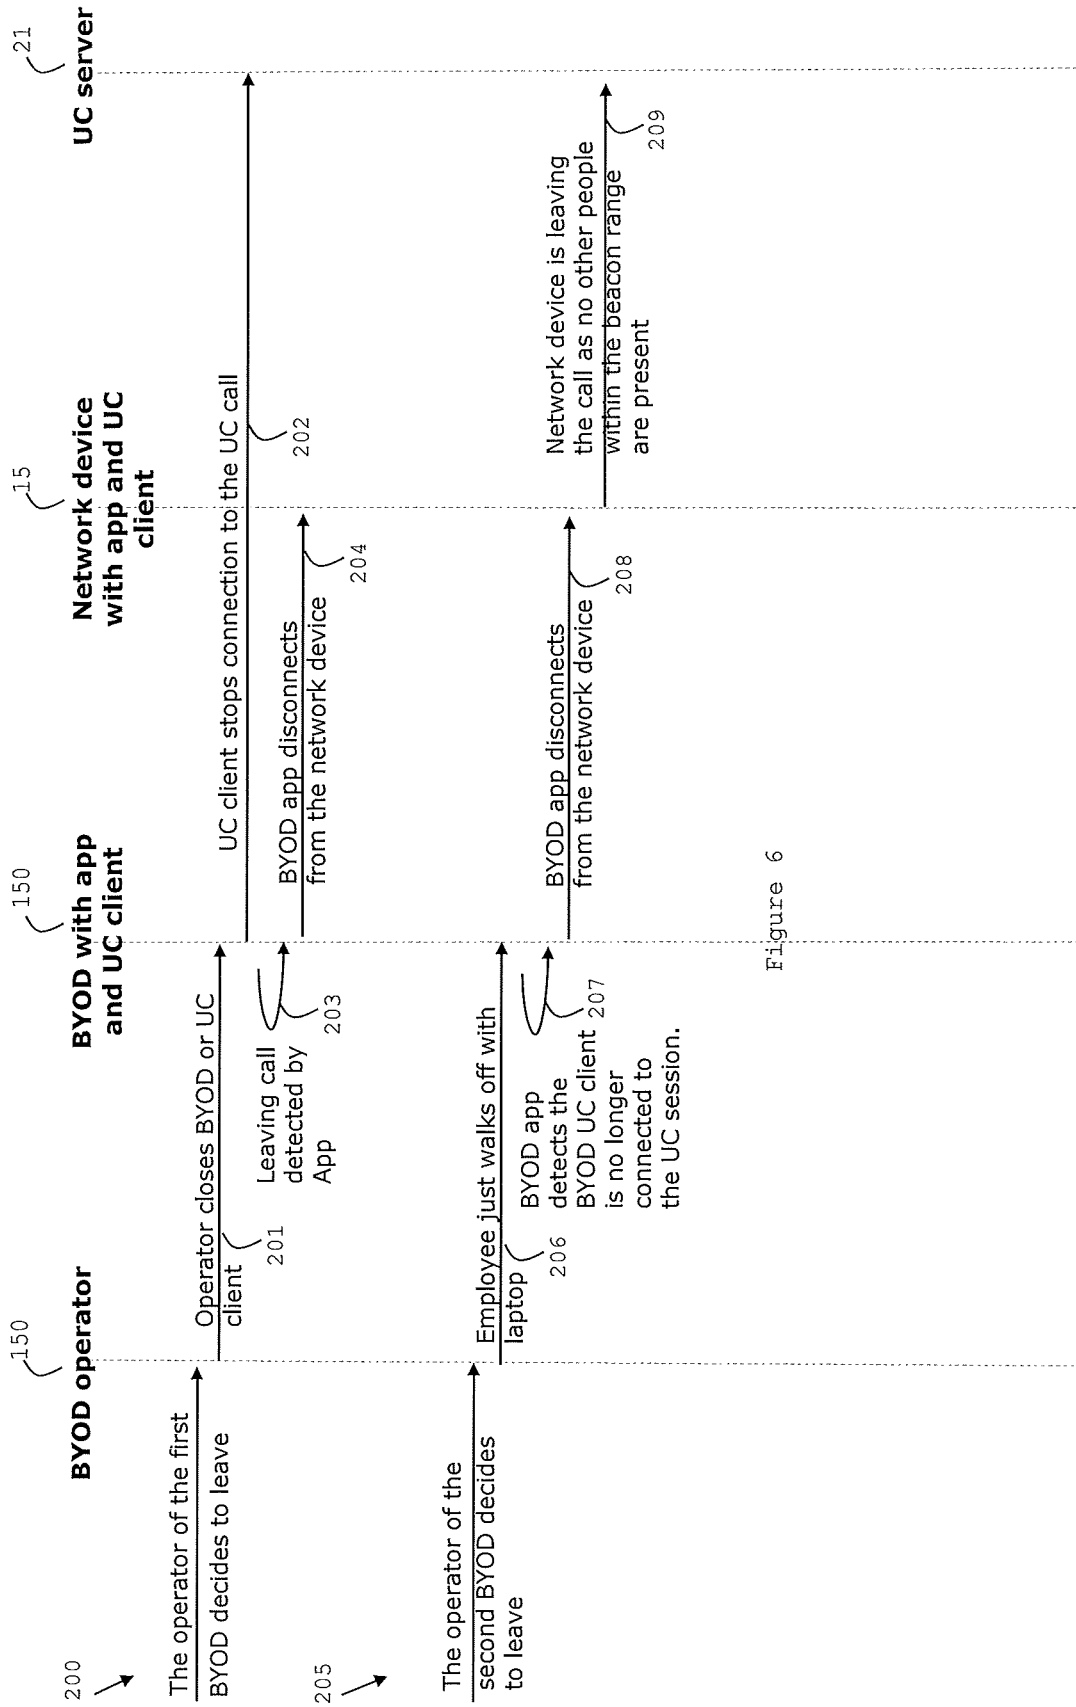 150
BYOD operator
150
BYOD with app
and UC client
15
Network device
with app and UC
client
21
UC server
200
The operator of the first
BYOD decides to leave
Operator closes BYOD or UC
client
201
UC client stops connection to the UC call
202
Leaving call
detected by
App
203
BYOD app disconnects
from the network device
204
205
The operator of the
second BYOD decides
to leave
Employee just walks off with
laptop
206
BYOD app
detects the
BYOD UC client
is no longer
connected to
the UC session.
207
BYOD app disconnects
from the network device
208
Network device is leaving
the call as no other people
within the beacon range
are present
209
Figure 6